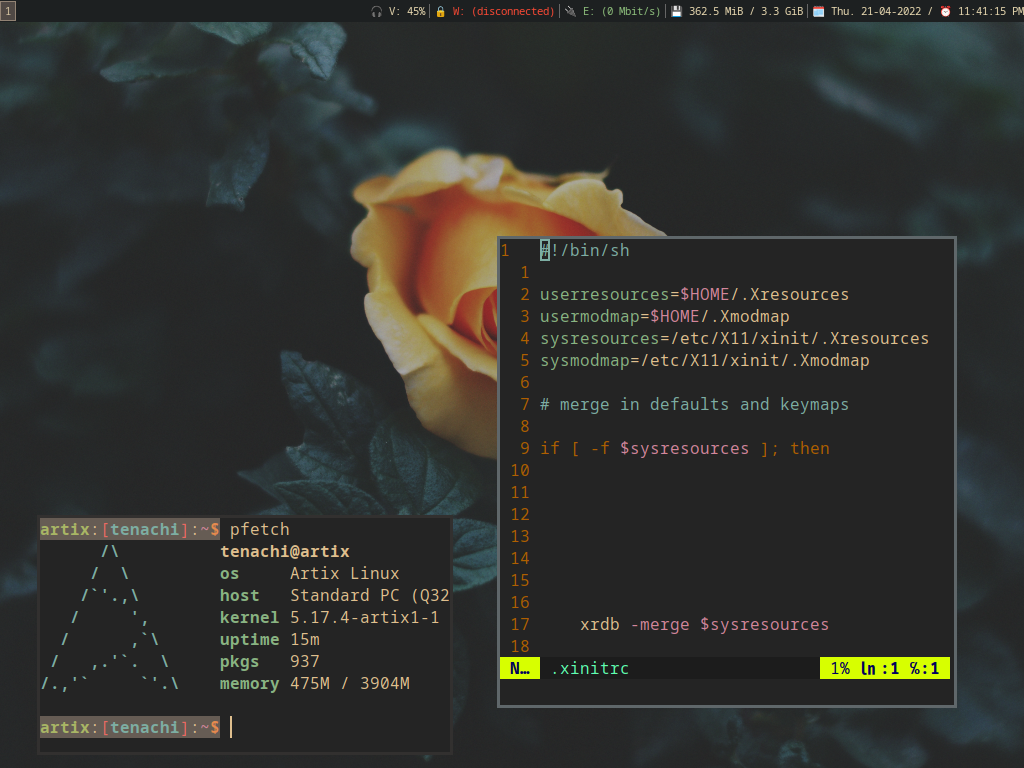 1 🎧 V: 45% | 🔒 W: (disconnected) | 🔌 E: (0 Mbit/s) | 💾 362.5 MiB / 3.3 GiB | 🗓️ Thu. 21-04-2022 / ⏰ 11:41:15 PM
1 #!/bin/sh
1
2 userresources=$HOME/.Xresources
3 usermodmap=$HOME/.Xmodmap
4 sysresources=/etc/X11/xinit/.Xresources
5 sysmodmap=/etc/X11/xinit/.Xmodmap
6
7 # merge in defaults and keymaps
8
9 if [ -f $sysresources ]; then
10
11
12
13
14
15
16
17 xrdb -merge $sysresources
18
N… .xinitrc 1% ln :1 %:1
artix:[tenachi]:~$ pfetch
/\ tenachi@artix
/ \ os Artix Linux
/`'.,\ host Standard PC (Q32
/ ', kernel 5.17.4-artix1-1
/ ,`\ uptime 15m
/ ,.'`. \ pkgs 937
/.,'` `'.\ memory 475M / 3904M
artix:[tenachi]:~$